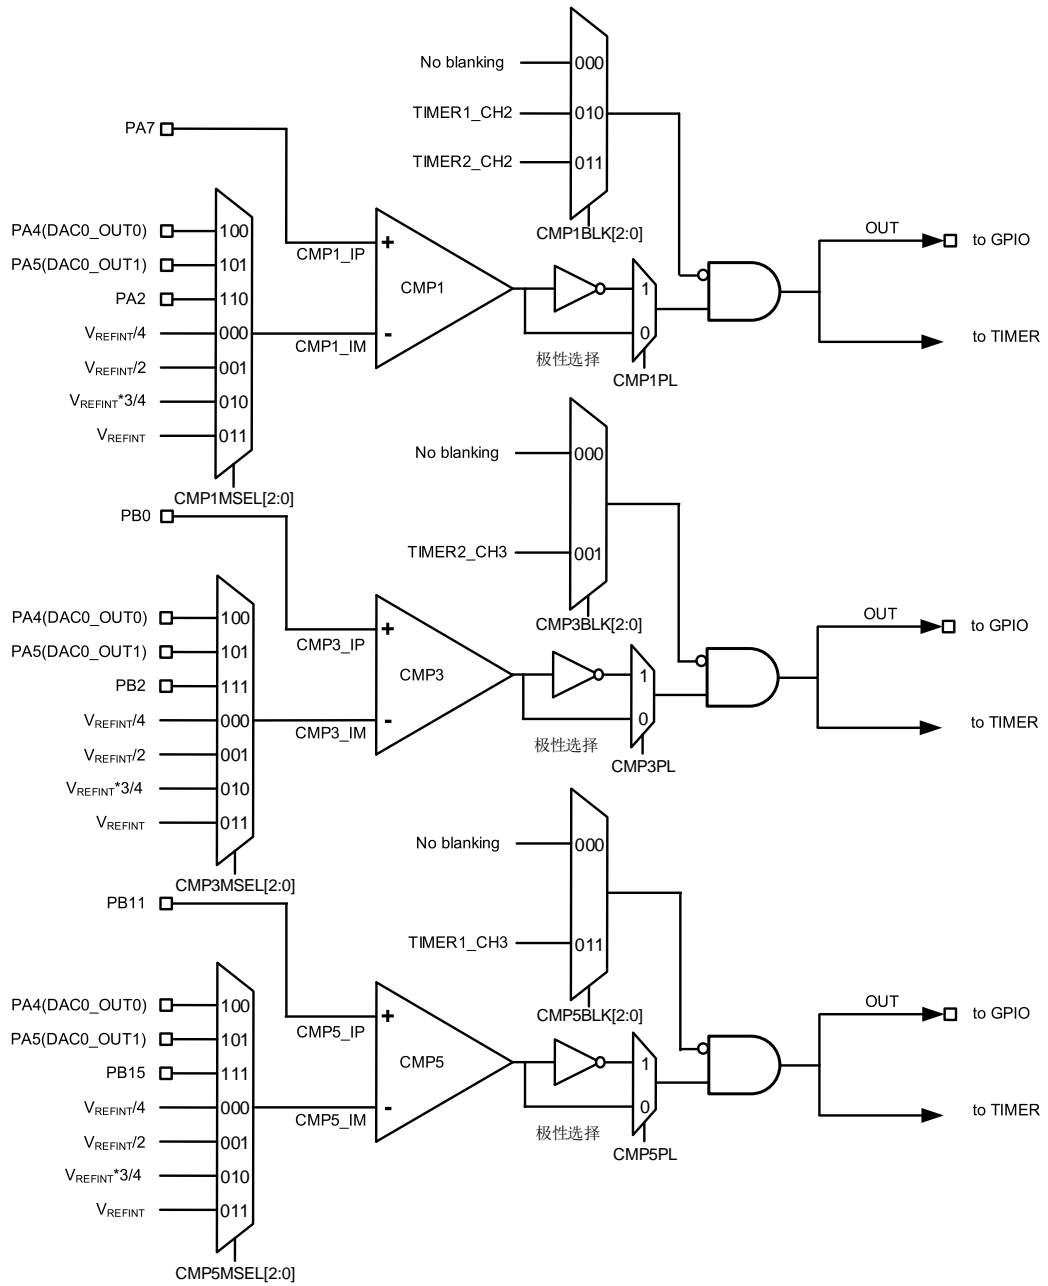 No blanking
000
TIMER1_CH2
010
TIMER2_CH2
011
CMP1BLK[2:0]
PA7
PA4(DAC0_OUT0)
100
PA5(DAC0_OUT1)
101
PA2
110
VREFINT/4
000
VREFINT/2
001
VREFINT*3/4
010
VREFINT
011
CMP1MSEL[2:0]
CMP1_IP
+
CMP1
CMP1_IM
-
1
0
极性选择
CMP1PL
OUT
to GPIO
to TIMER
No blanking
000
TIMER2_CH3
001
CMP3BLK[2:0]
PB0
PA4(DAC0_OUT0)
100
PA5(DAC0_OUT1)
101
PB2
111
VREFINT/4
000
VREFINT/2
001
VREFINT*3/4
010
VREFINT
011
CMP3MSEL[2:0]
CMP3_IP
+
CMP3
CMP3_IM
-
1
0
极性选择
CMP3PL
OUT
to GPIO
to TIMER
No blanking
000
TIMER1_CH3
011
CMP5BLK[2:0]
PB11
PA4(DAC0_OUT0)
100
PA5(DAC0_OUT1)
101
PB15
111
VREFINT/4
000
VREFINT/2
001
VREFINT*3/4
010
VREFINT
011
CMP5MSEL[2:0]
CMP5_IP
+
CMP5
CMP5_IM
-
1
0
极性选择
CMP5PL
OUT
to GPIO
to TIMER